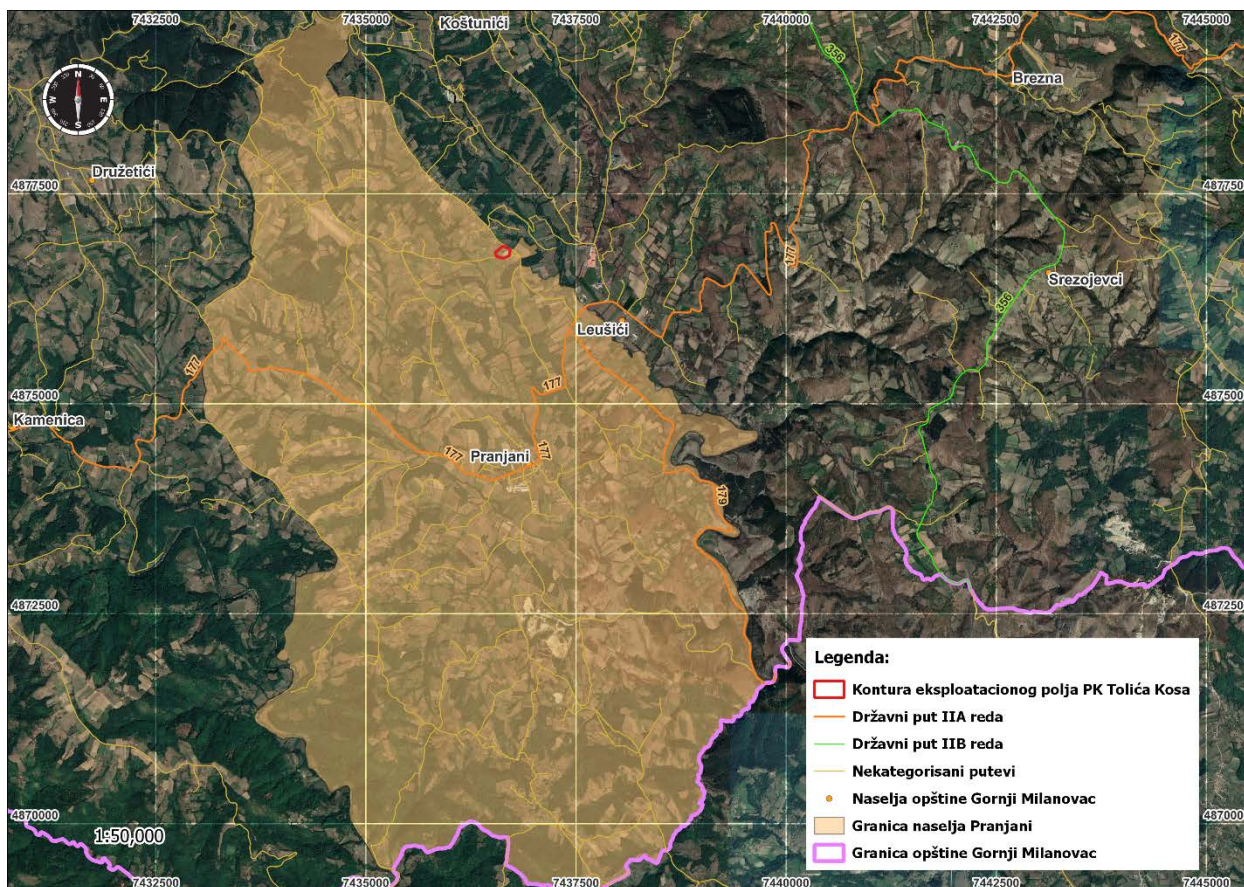 7432500
7435000
7437500
7440000
7442500
7445000
Koštunići
356
177
Brezna
N
E
S
W
Družetići
4877500
4877500
177
Srezojevci
356
Leušići
177
177
4875000
4875000
Kamenica
177
177
Pranjani
179
4872500
4872500
Legenda:
Kontura eksploatacionog polja PK Tolića Kosa
Državni put IIA reda
Državni put IIB reda
Nekategorisani putevi
Naselja opštine Gornji Milanovac
Granica naselja Pranjani
Granica opštine Gornji Milanovac
4870000
4870000
1:50,000
7432500
7435000
7437500
7440000
7442500
7445000